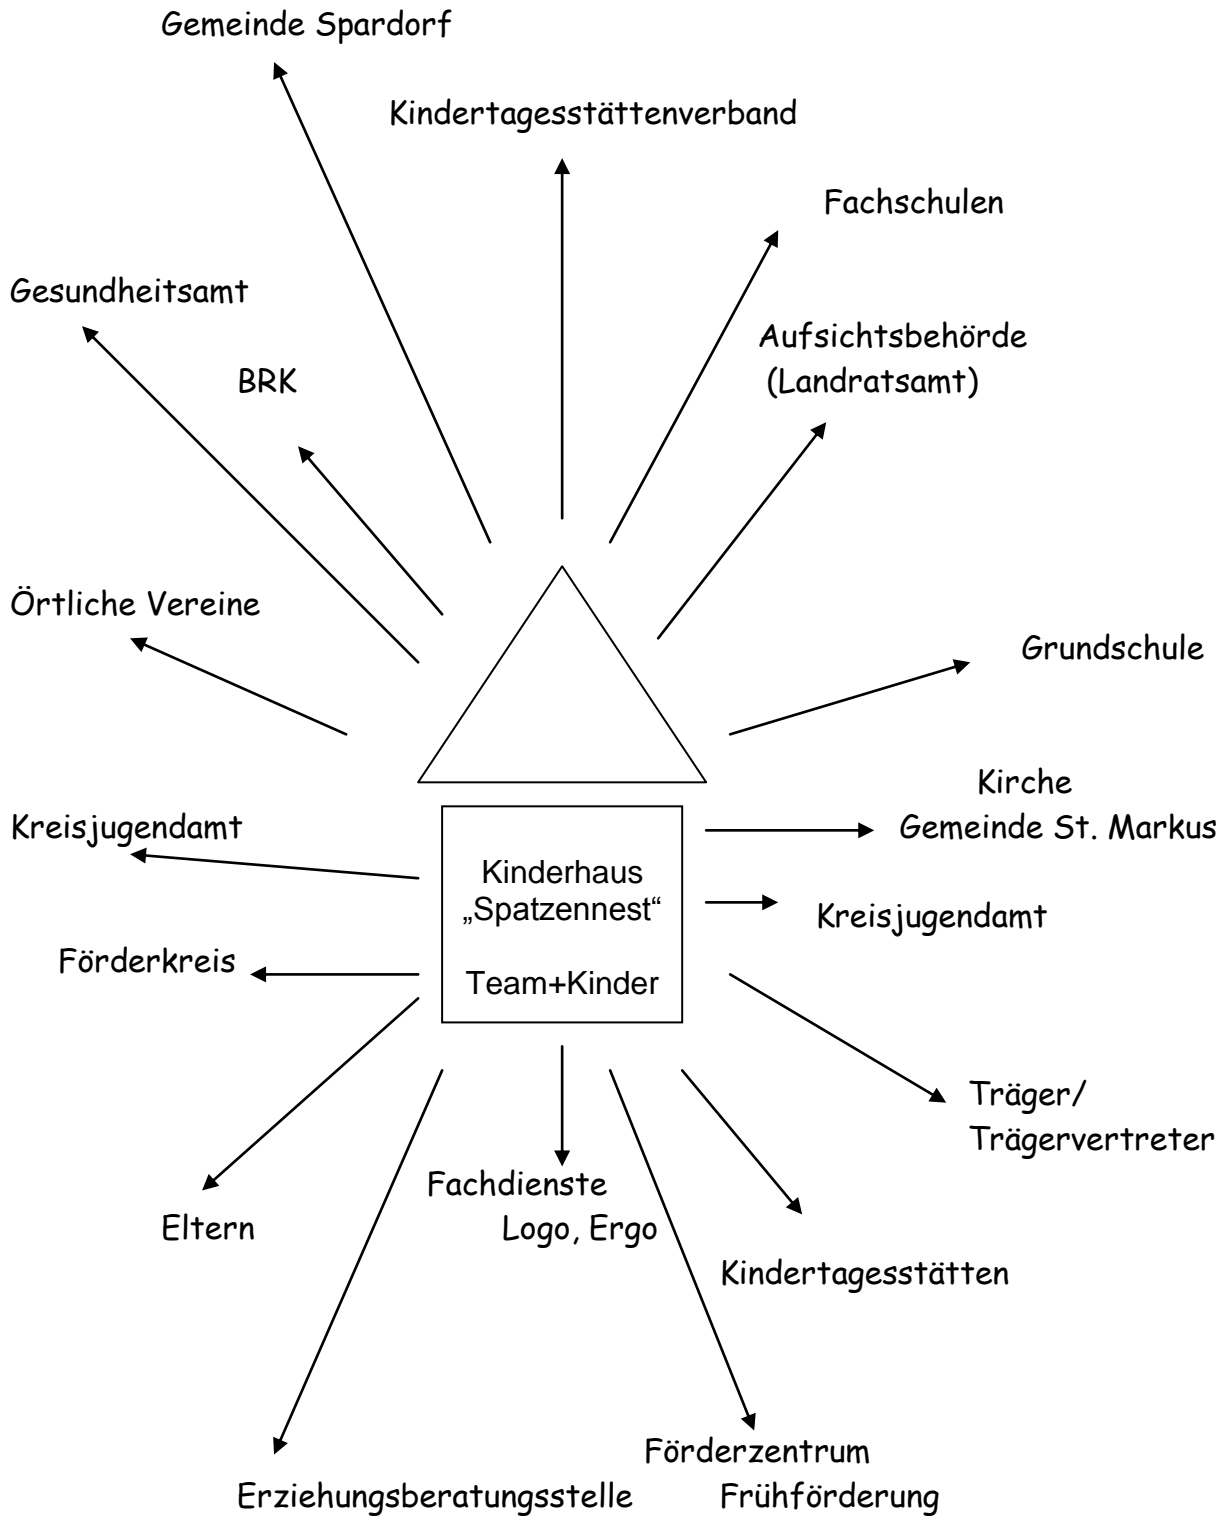 Gemeinde Spardorf
Kindertagesstättenverband
Fachschulen
Gesundheitsamt
Aufsichtsbehörde
(Landratsamt)
BRK
Örtliche Vereine
Grundschule
Kirche
Gemeinde St. Markus
Kreisjugendamt
Kinderhaus
„Spatzennest“
Team+Kinder
Kreisjugendamt
Förderkreis
Träger/
Trägervertreter
Fachdienste
Logo, Ergo
Eltern
Kindertagesstätten
Förderzentrum
Frühförderung
Erziehungsberatungsstelle